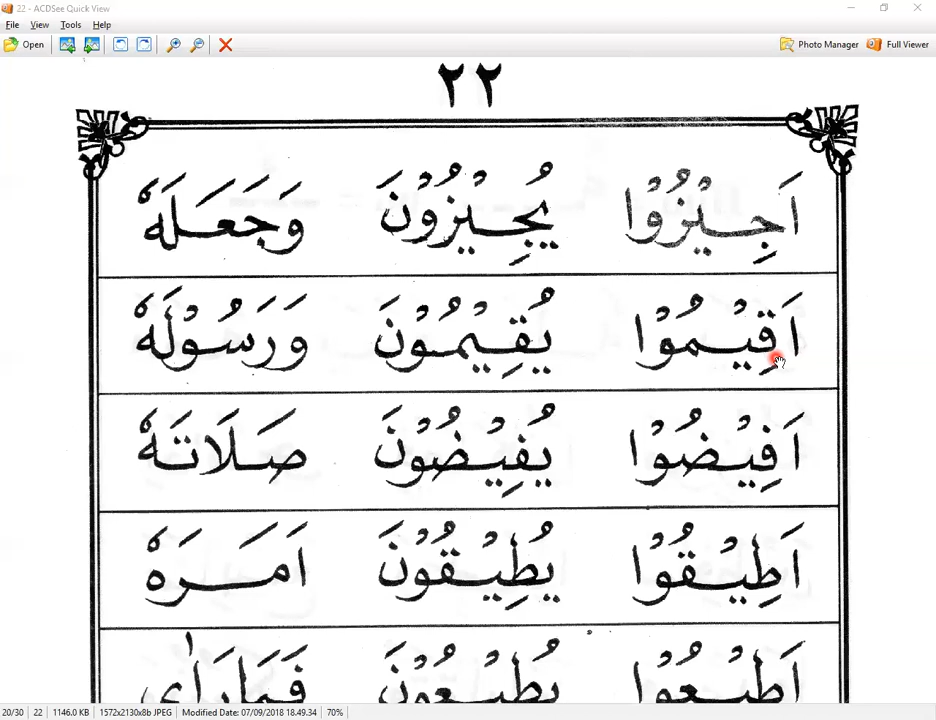 22 - ACDSee Quick View
File View Tools Help
Open Photo Manager Full Viewer
٢٢
اَجِيْزُوْا يُجِيْزُوْنَ وَجَعَلَهٗ
اَقِيْمُوْا يُقِيْمُوْنَ وَرَسُوْلَهٗ
اَفِيْضُوْا يُفِيْضُوْنَ صَلَاتَهٗ
اَطِيْقُوْا يُطِيْقُوْنَ اَمَرَهٗ
اَطِيْعُوْا يُطِيْعُوْنَ فَمَارَاٰى
20/30 22 1146.0 KB 1572x2130x8b JPEG Modified Date: 07/09/2018 18.49.34 70%